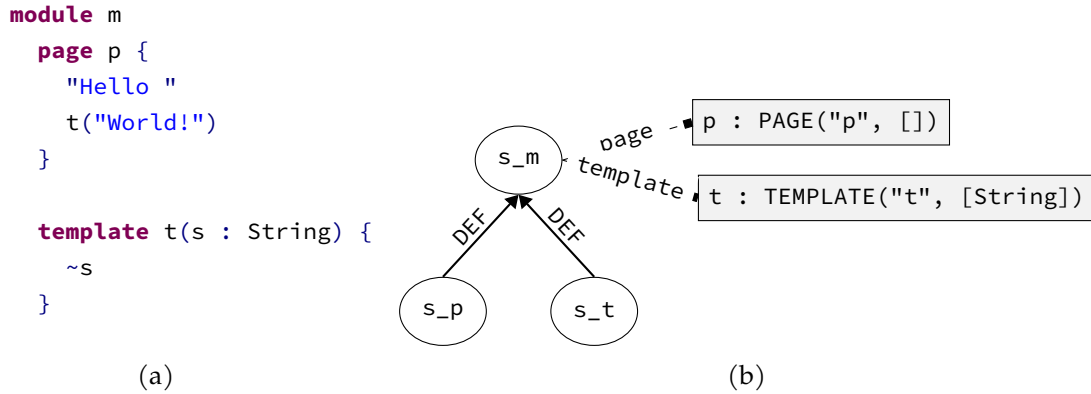 module m
page p {
"Hello "
t("World!")
}
template t(s : String) {
~s
}
(a)
s_m
page
p : PAGE("p", [])
template
t : TEMPLATE("t", [String])
DEF
DEF
s_p
s_t
(b)